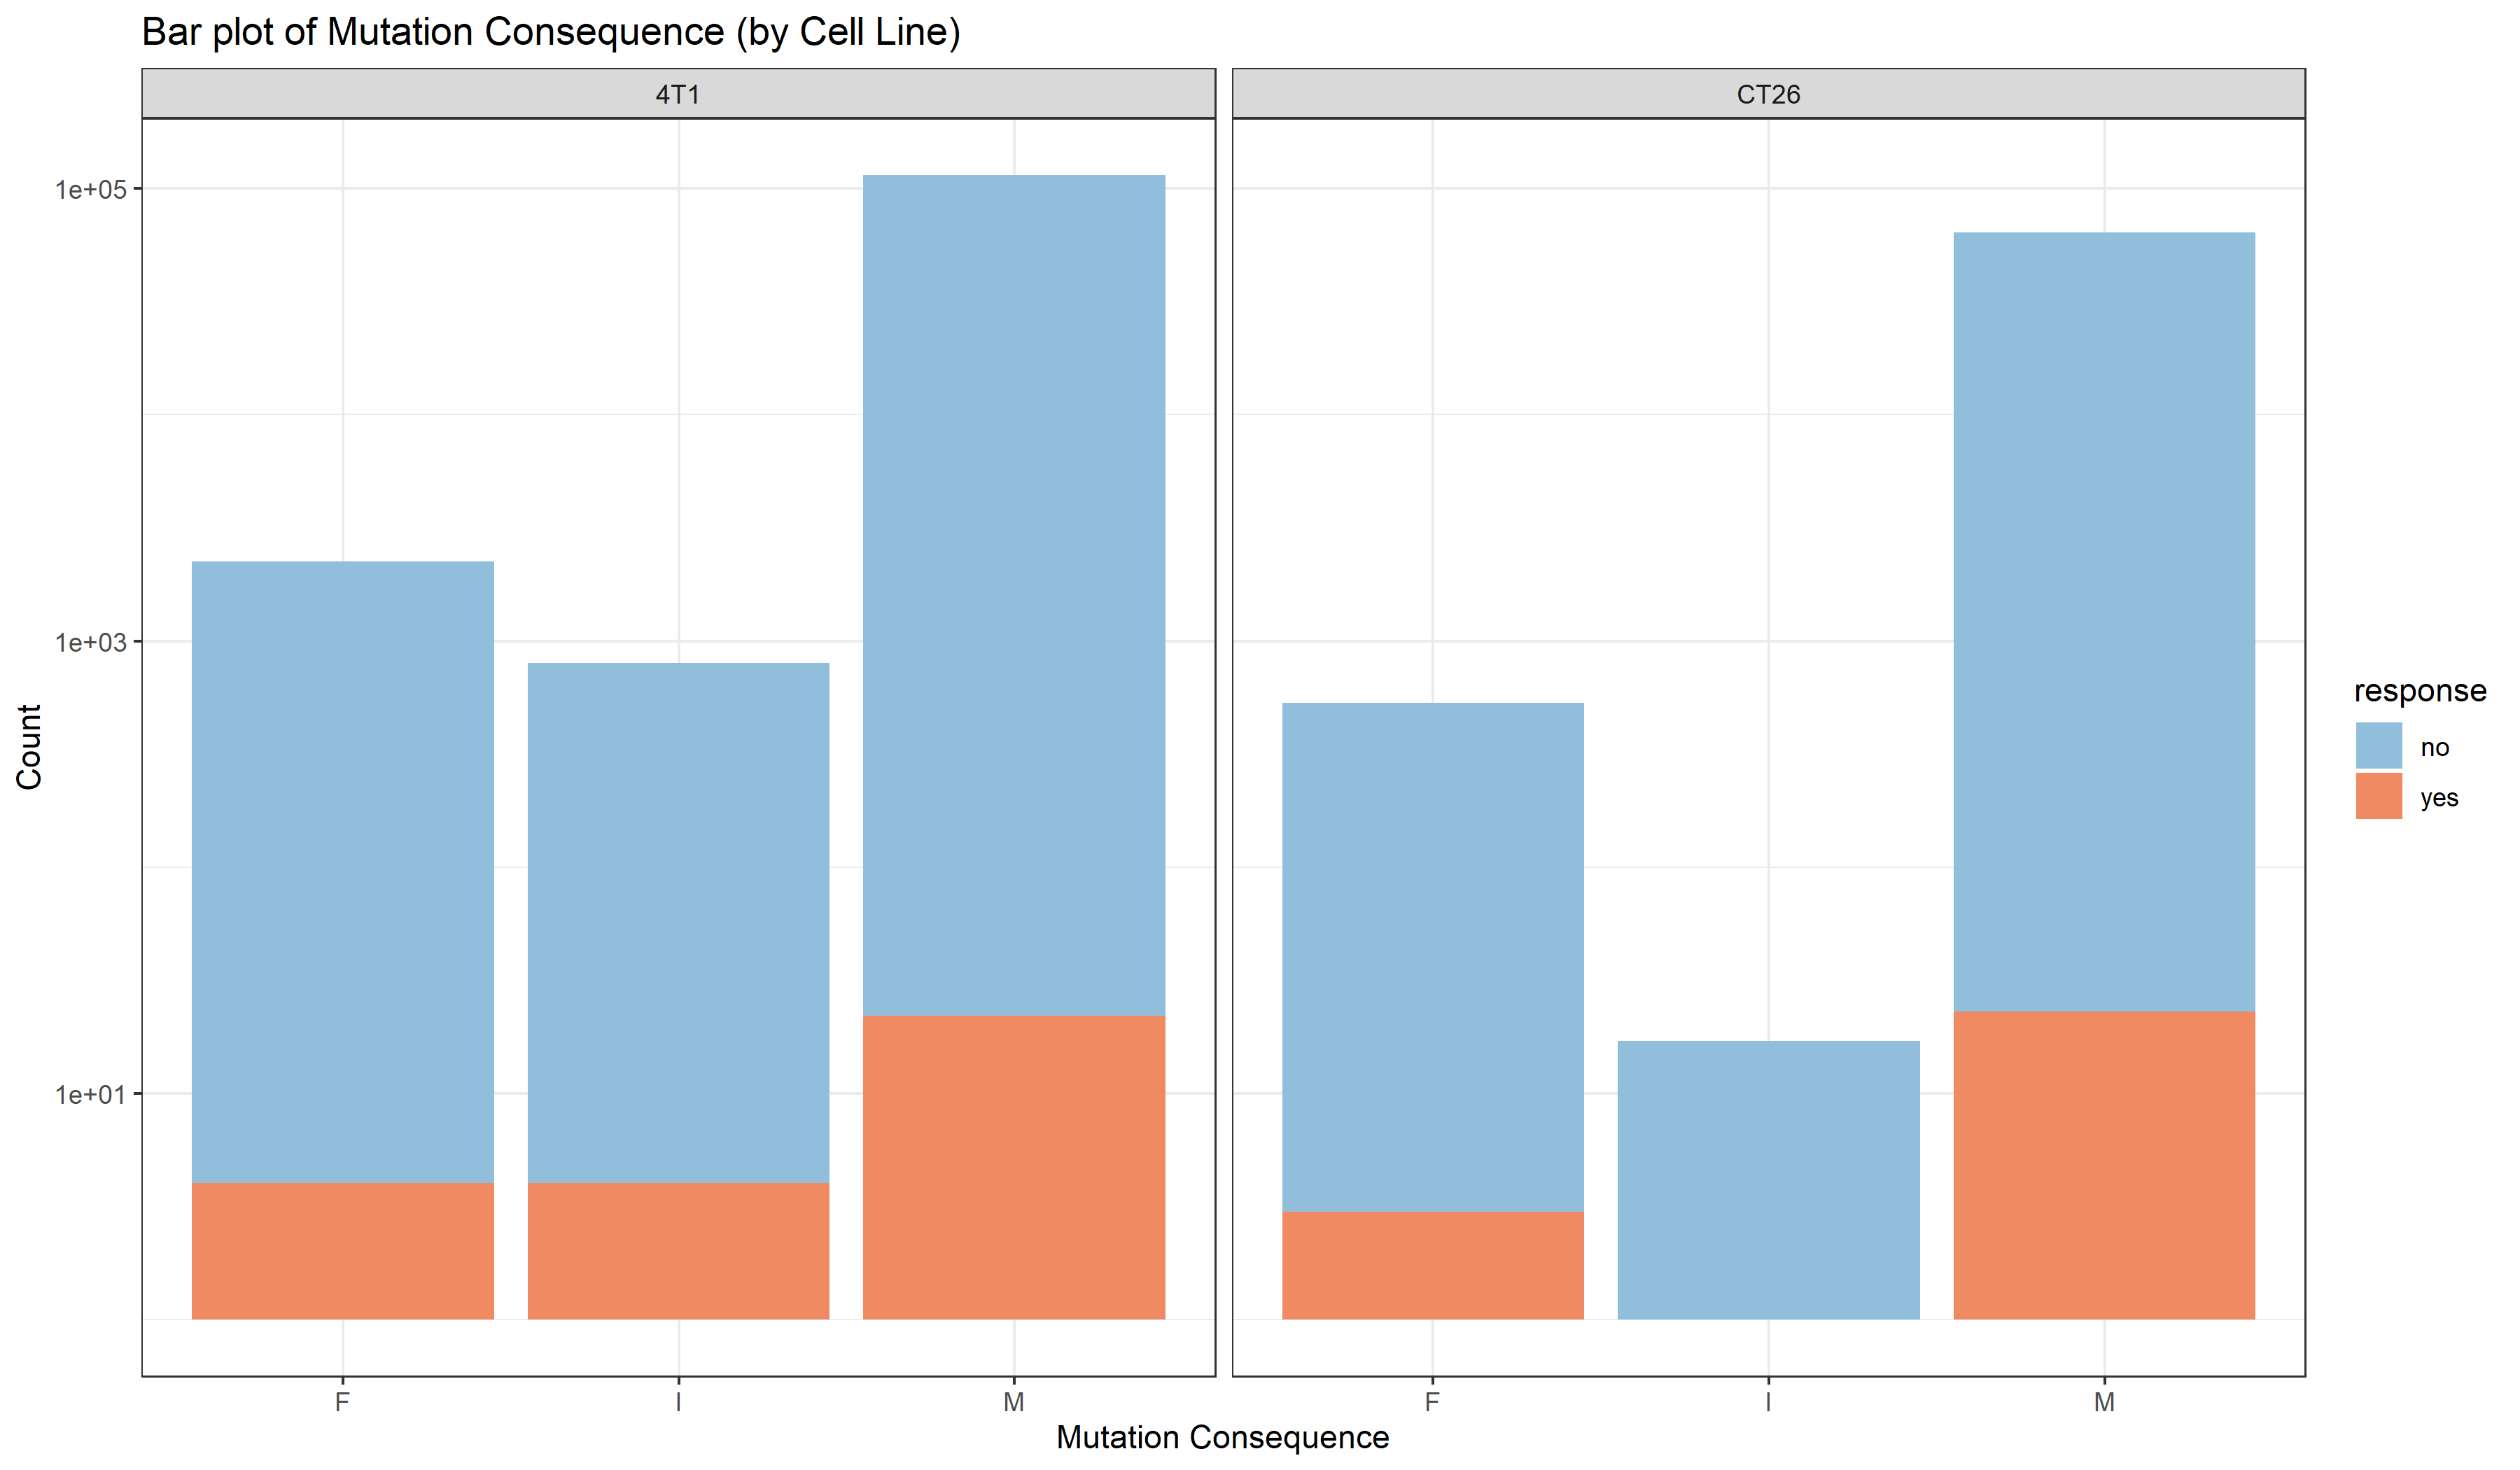 Bar plot of Mutation Consequence (by Cell Line)
4T1
CT26
1e+05
1e+03
1e+01
Count
F
I
M
F
I
M
Mutation Consequence
response
no
yes